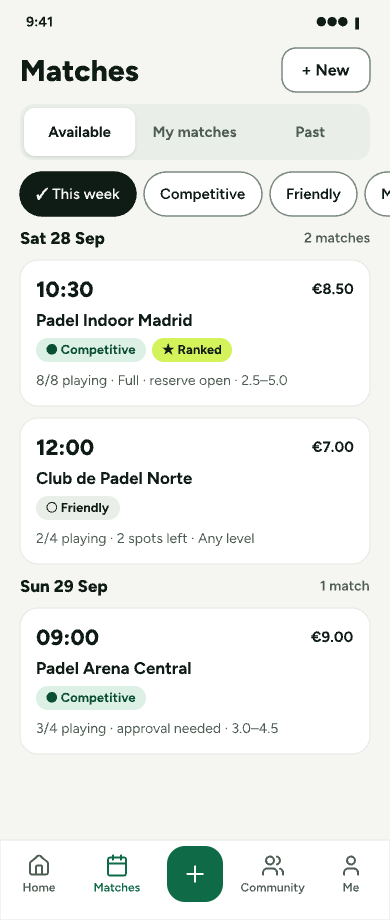 9:41
Matches
+ New
Available My matches Past
✓ This week Competitive Friendly
Sat 28 Sep 2 matches
10:30 €8.50
Padel Indoor Madrid
● Competitive ★ Ranked
8/8 playing · Full · reserve open · 2.5–5.0
12:00 €7.00
Club de Padel Norte
○ Friendly
2/4 playing · 2 spots left · Any level
Sun 29 Sep 1 match
09:00 €9.00
Padel Arena Central
● Competitive
3/4 playing · approval needed · 3.0–4.5
Home Matches + Community Me